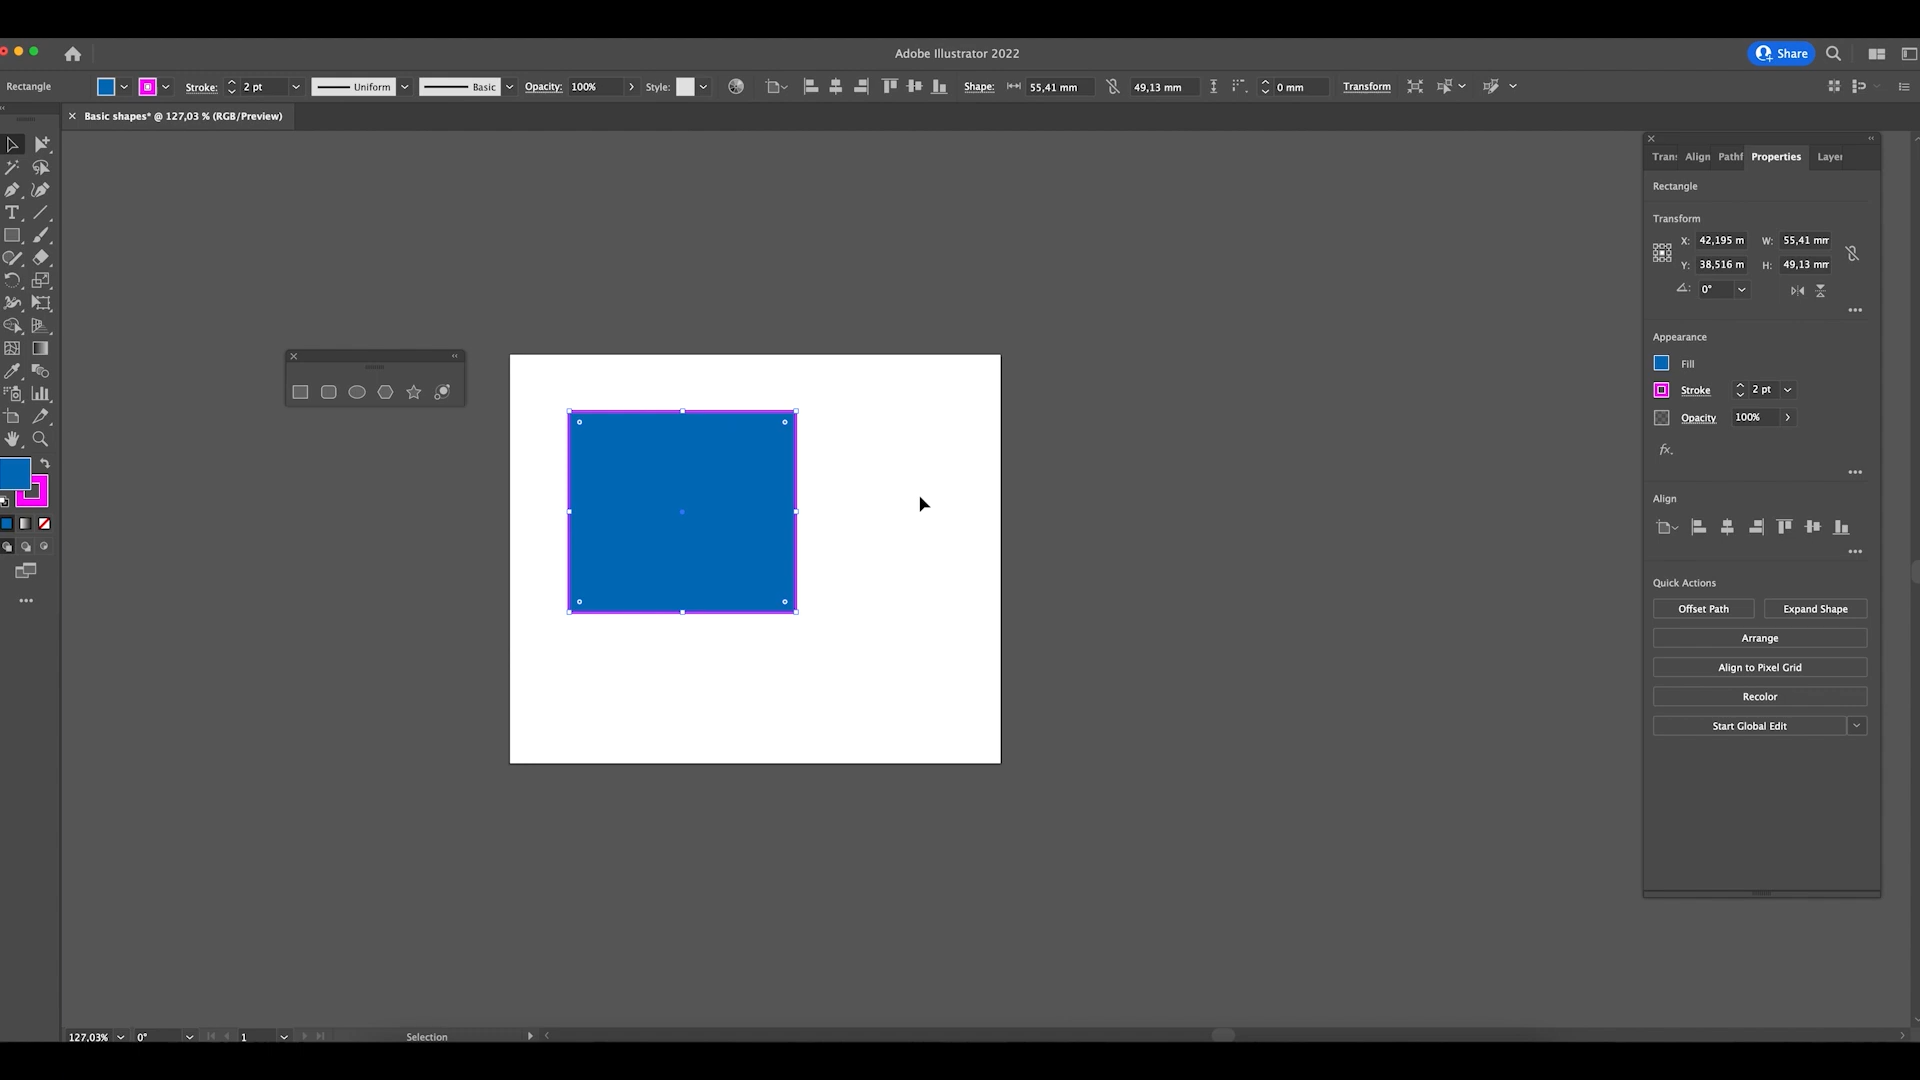 Adobe Illustrator 2022
Share
Rectangle
Stroke: 2 pt Uniform Basic Opacity: 100% Style: Shape: 55,41 mm 49,13 mm 0 mm Transform
Basic shapes* @ 127,03 % (RGB/Preview)
Tran: Align Pathf Properties Layer
Rectangle
Transform
X: 42,195 m W: 55,41 mm
Y: 38,516 m H: 49,13 mm
0°
Appearance
Fill
Stroke 2 pt
Opacity 100%
fx.
Align
Quick Actions
Offset Path Expand Shape
Arrange
Align to Pixel Grid
Recolor
Start Global Edit
127,03% 0° 1 Selection